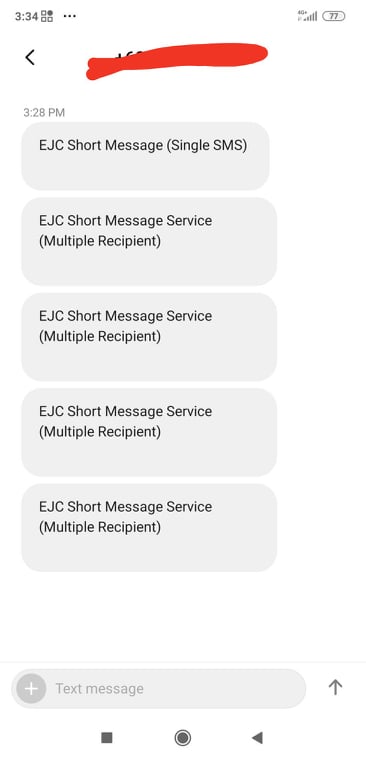 3:34
4G+
77
3:28 PM
EJC Short Message (Single SMS)
EJC Short Message Service
(Multiple Recipient)
EJC Short Message Service
(Multiple Recipient)
EJC Short Message Service
(Multiple Recipient)
EJC Short Message Service
(Multiple Recipient)
Text message